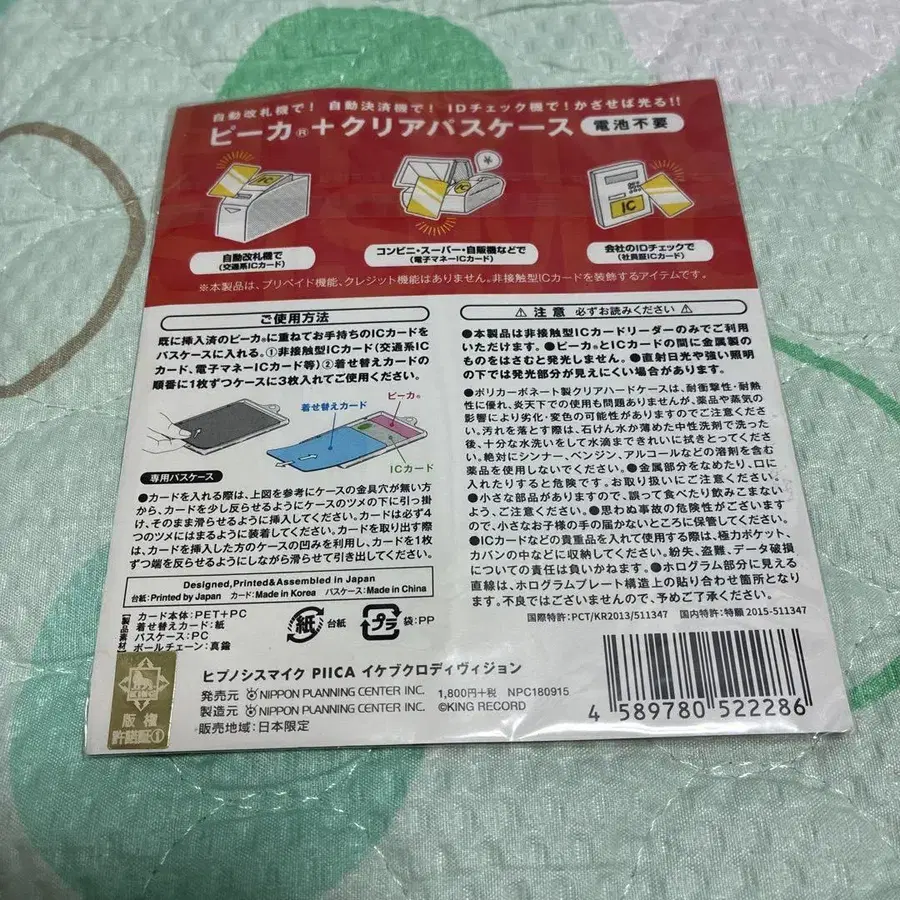 自動改札機で! 自動決済機で! IDチェック機で!かざせば光る!!
ピーカ®+クリアパスケース 電池不要
IC
IC
IC
自動改札機で
(交通系ICカード)
コンビニ・スーパー・自販機などで
(電子マネーICカード)
会社のIDチェックで
(社員証ICカード)
※本製品は、プリペイド機能、クレジット機能はありません。非接触型ICカードを装飾するアイテムです。
ご使用方法
既に挿入済のピーカ®に重ねてお手持ちのICカードを
パスケースに入れる。①非接触型ICカード(交通系IC
カード、電子マネーICカード等)②着せ替えカードの
順番に1枚ずつケースに3枚入れてご使用ください。
着せ替えカード
ピーカ®
ICカード
専用パスケース
●カードを入れる際は、上図を参考にケースの金具穴が無い方
から、カードを少し反らせるようにケースのツメの下に引っ掛
け、そのまま滑らせるように挿入してください。カードは必ず4
つのツメにはまるように装着してください。カードを取り出す際
は、カードを挿入した方のケースの凹みを利用し、カードを1枚
ずつ端を反らせるようにしながら滑らせて引き出してください。
Designed,Printed&Assembled in Japan
台紙:Printed by Japan カード:Made in Korea パスケース:Made in China
製品素材
カード本体:PET+PC
着せ替えカード:紙
パスケース:PC
ボールチェーン:真鍮
紙 台紙
プラ 袋:PP
⚠ 注意 必ずお読みください ⚠
●本製品は非接触型ICカードリーダーのみでご利用
いただけます。●ピーカ®とICカードの間に金属製の
ものをはさむと発光しません。●直射日光や強い照明
の下では発光部分が見えにくい場合があります。
●ポリカーボネート製クリアハードケースは、耐衝撃性・耐熱
性に優れ、炎天下での使用も問題ありませんが、薬品や蒸気の
影響により劣化・変色の可能性がありますのでご注意くださ
い。汚れを落とす際は、石けん水か薄めた中性洗剤で洗った
後、十分な水洗いをして水滴まできれいに拭きとってくださ
い。絶対にシンナー、ベンジン、アルコールなどの溶剤を含む
薬品を使用しないでください。●金属部分をなめたり、口に
入れたりすると危険です。お取り扱いにご注意ください。
●小さな部品がありますので、誤って食べたり飲みこまない
よう、ご注意ください。●思わぬ事故の危険性がございます
ので、小さなお子様の手の届かないところに保管してください。
●ICカードなどの貴重品を入れて使用する際は、極力ポケット、
カバンの中などに収納してください。紛失、盗難、データ破損
についての責任は負いかねます。●ホログラム部分に見える
直線は、ホログラムプレート構造上の貼り合わせ箇所となり
ます。不良ではございませんので、予めご了承ください。
国際特許:PCT/KR2013/511347 国内特許:特願 2015-511347
KING
版権
許諾証①
ヒプノシスマイク PIICA イケブクロディヴィジョン
発売元 NIPPON PLANNING CENTER INC. 1,800円+税 NPC180915
製造元 NIPPON PLANNING CENTER INC. ©KING RECORD
販売地域:日本限定
4 589780 522286